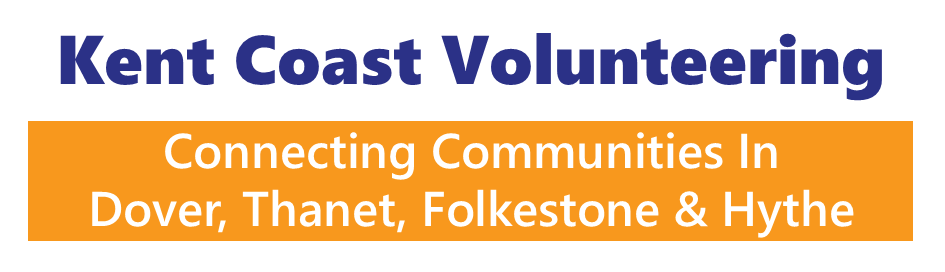 Kent Coast Volunteering
Connecting Communities In
Dover, Thanet, Folkestone & Hythe